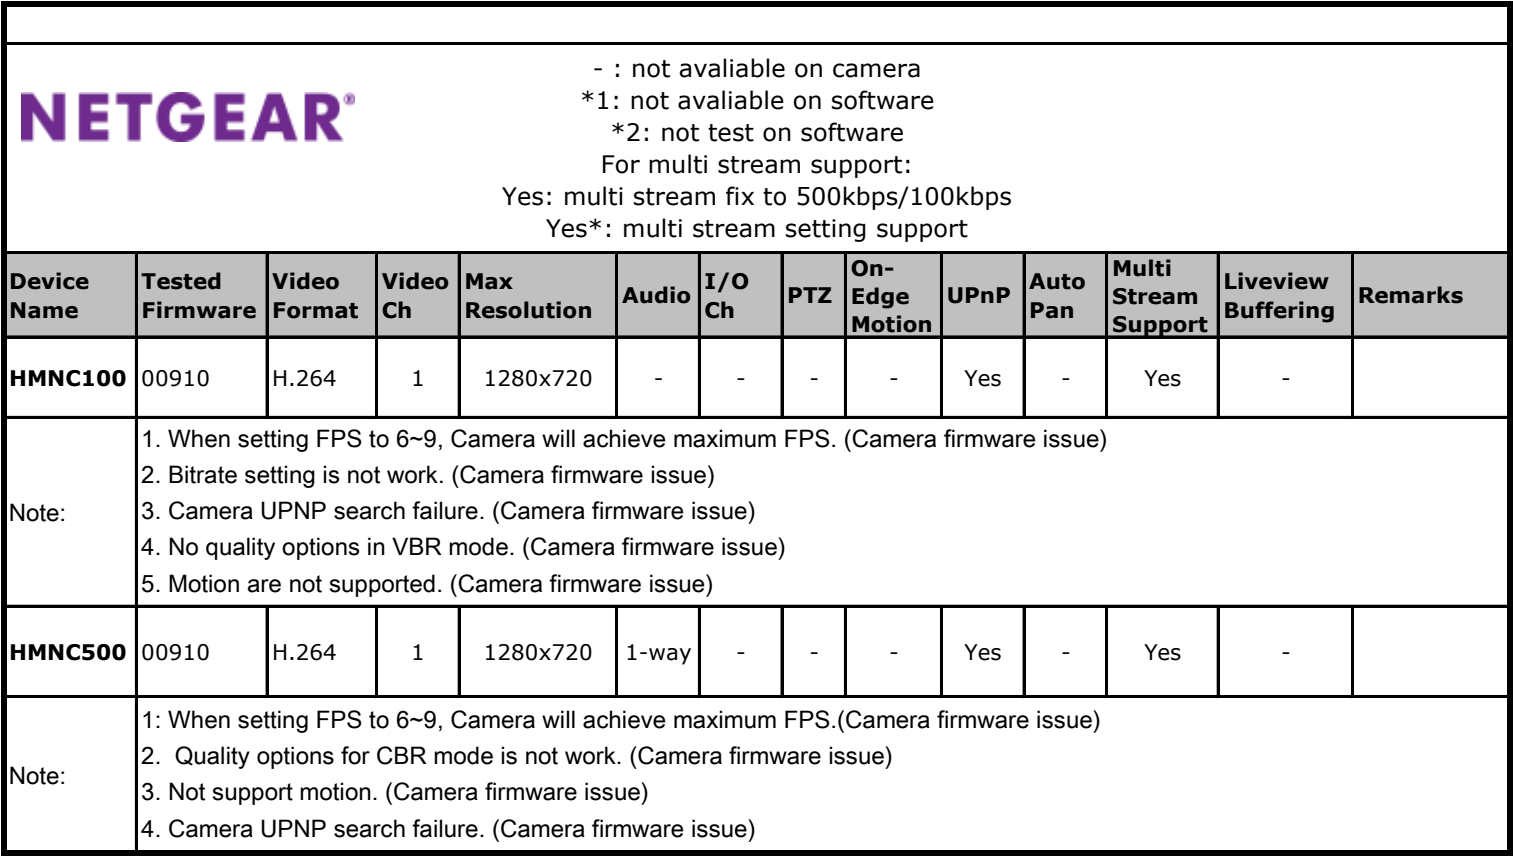 NETGEAR®
- : not avaliable on camera
*1: not avaliable on software
*2: not test on software
For multi stream support:
Yes: multi stream fix to 500kbps/100kbps
Yes*: multi stream setting support
Device Name Tested Firmware Video Format Video Ch Max Resolution Audio I/O Ch PTZ On-Edge Motion UPnP Auto Pan Multi Stream Support Liveview Buffering Remarks
HMNC100 00910 H.264 1 1280x720 - - - - Yes - Yes -
Note:
1. When setting FPS to 6~9, Camera will achieve maximum FPS. (Camera firmware issue)
2. Bitrate setting is not work. (Camera firmware issue)
3. Camera UPNP search failure. (Camera firmware issue)
4. No quality options in VBR mode. (Camera firmware issue)
5. Motion are not supported. (Camera firmware issue)
HMNC500 00910 H.264 1 1280x720 1-way - - - Yes - Yes -
Note:
1: When setting FPS to 6~9, Camera will achieve maximum FPS.(Camera firmware issue)
2.  Quality options for CBR mode is not work. (Camera firmware issue)
3. Not support motion. (Camera firmware issue)
4. Camera UPNP search failure. (Camera firmware issue)